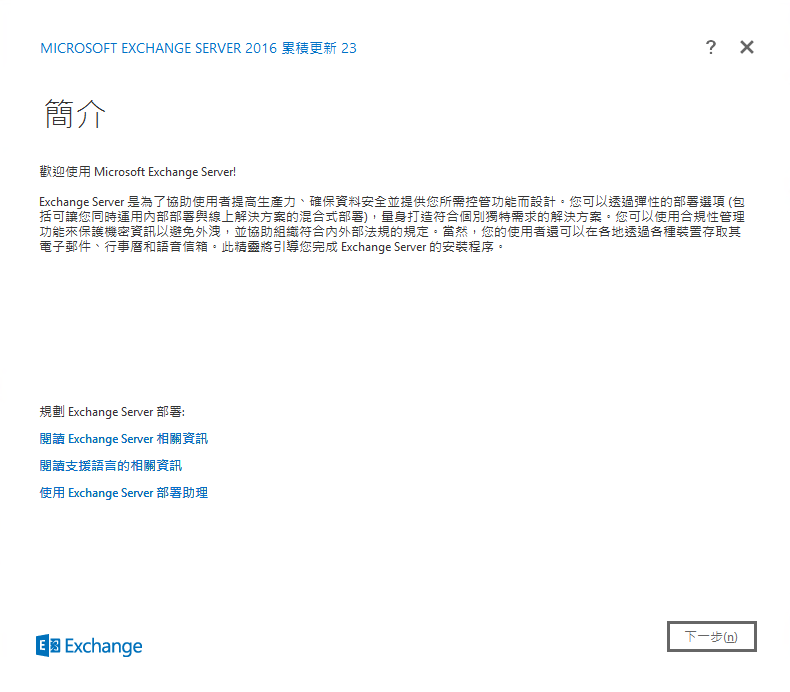 MICROSOFT EXCHANGE SERVER 2016 累積更新 23
?
簡介
歡迎使用 Microsoft Exchange Server!
Exchange Server 是為了協助使用者提高生產力、確保資料安全並提供您所需控管功能而設計。您可以透過彈性的部署選項 (包
括可讓您同時運用內部部署與線上解決方案的混合式部署)，量身打造符合個別獨特需求的解決方案。您可以使用合規性管理
功能來保護機密資訊以避免外洩，並協助組織符合內外部法規的規定。當然，您的使用者還可以在各地透過各種裝置存取其
電子郵件、行事曆和語音信箱。此精靈將引導您完成 Exchange Server 的安裝程序。
規劃 Exchange Server 部署:
閱讀 Exchange Server 相關資訊
閱讀支援語言的相關資訊
使用 Exchange Server 部署助理
Exchange
下一步(n)